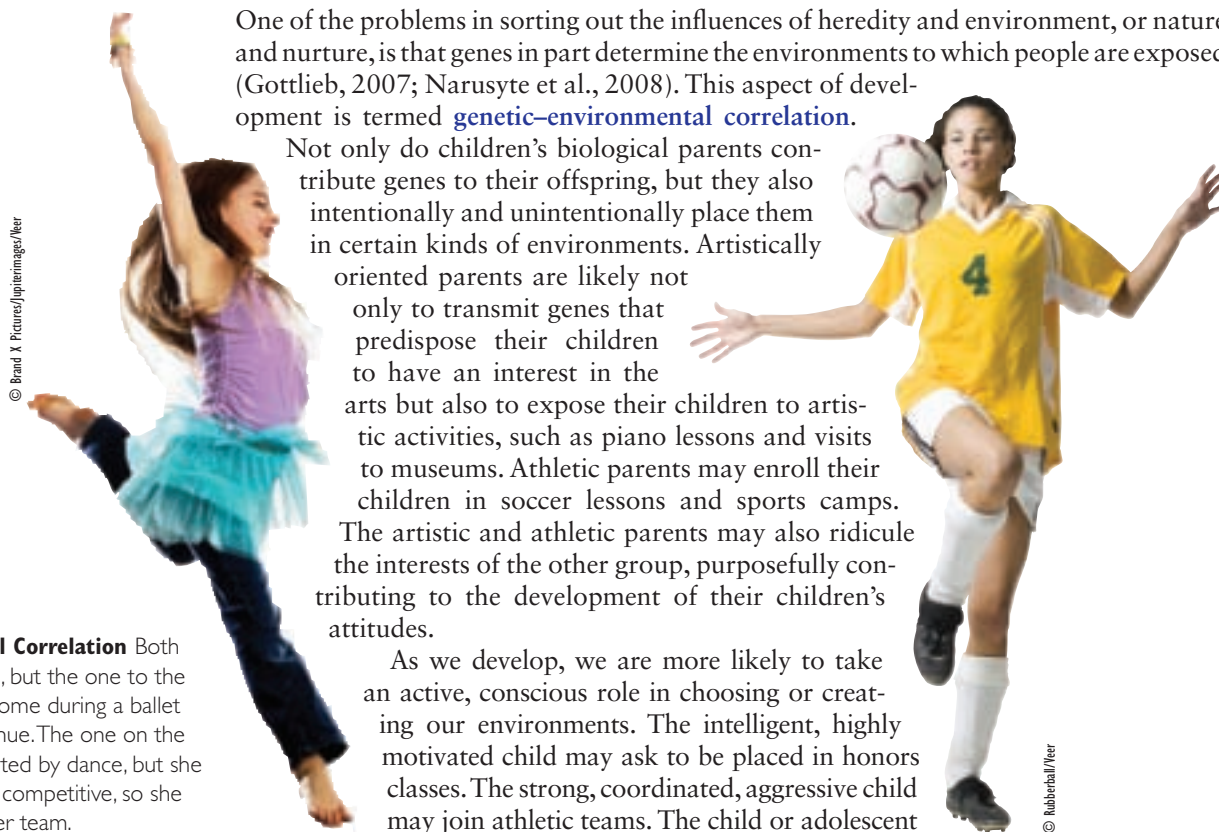 One of the problems in sorting out the influences of heredity and environment, or nature
and nurture, is that genes in part determine the environments to which people are exposed
(Gottlieb, 2007; Narusyte et al., 2008). This aspect of devel-
opment is termed genetic–environmental correlation.
Not only do children’s biological parents con-
tribute genes to their offspring, but they also
intentionally and unintentionally place them
in certain kinds of environments. Artistically
oriented parents are likely not
only to transmit genes that
predispose their children
to have an interest in the
arts but also to expose their children to artis-
tic activities, such as piano lessons and visits
to museums. Athletic parents may enroll their
children in soccer lessons and sports camps.
The artistic and athletic parents may also ridicule
the interests of the other group, purposefully con-
tributing to the development of their children’s
attitudes.
As we develop, we are more likely to take
an active, conscious role in choosing or creat-
ing our environments. The intelligent, highly
motivated child may ask to be placed in honors
classes. The strong, coordinated, aggressive child
may join athletic teams. The child or adolescent
© Brand X Pictures/Jupiterimages/Veer
l Correlation Both
, but the one to the
ome during a ballet
nue. The one on the
ted by dance, but she
competitive, so she
er team.
4
© Rubberball/Veer